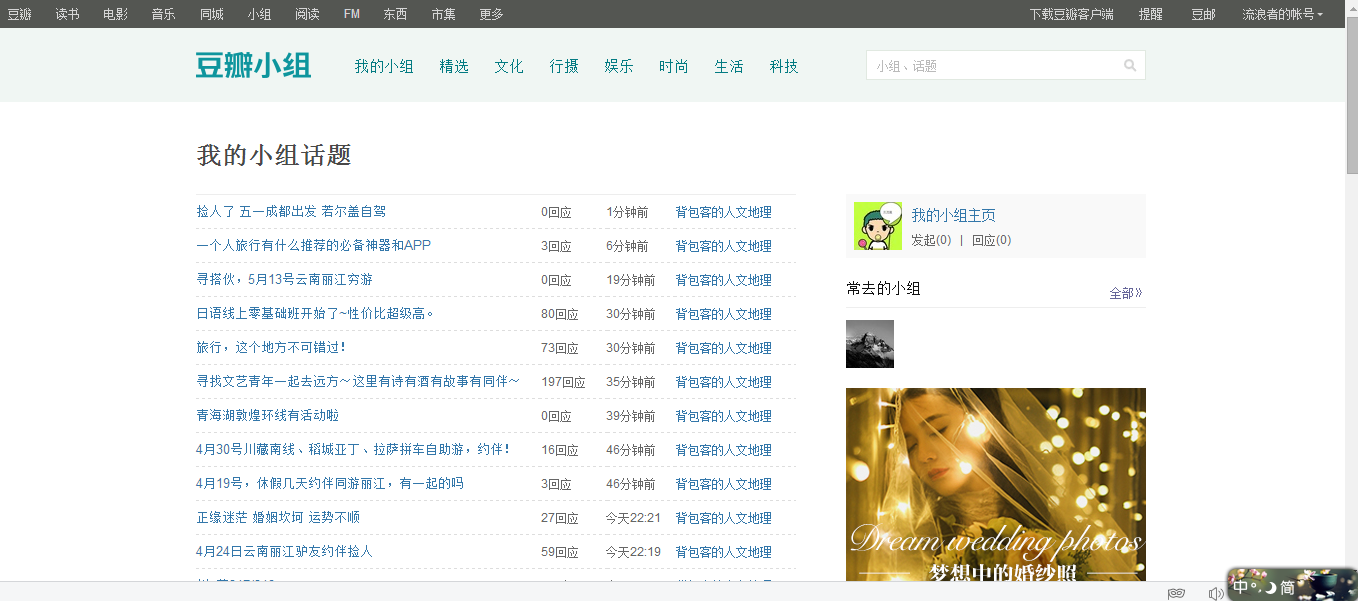 豆瓣 读书 电影 音乐 同城 小组 阅读 FM 东西 市集 更多 下载豆瓣客户端 提醒 豆邮 流浪者的帐号
豆瓣小组 我的小组 精选 文化 行摄 娱乐 时尚 生活 科技 小组、话题
我的小组话题
捡人了 五一成都出发 若尔盖自驾 0回应 1分钟前 背包客的人文地理
一个人旅行有什么推荐的必备神器和APP 3回应 6分钟前 背包客的人文地理
寻搭伙，5月13号云南丽江穷游 0回应 19分钟前 背包客的人文地理
日语线上零基础班开始了~性价比超级高。 80回应 30分钟前 背包客的人文地理
旅行，这个地方不可错过！ 73回应 30分钟前 背包客的人文地理
寻找文艺青年一起去远方～这里有诗有酒有故事有同伴～ 197回应 35分钟前 背包客的人文地理
青海湖敦煌环线有活动啦 0回应 39分钟前 背包客的人文地理
4月30号川藏南线、稻城亚丁、拉萨拼车自助游，约伴！ 16回应 46分钟前 背包客的人文地理
4月19号，休假几天约伴同游丽江，有一起的吗 3回应 46分钟前 背包客的人文地理
正缘迷茫 婚姻坎坷 运势不顺 27回应 今天22:21 背包客的人文地理
4月24日云南丽江驴友约伴捡人 59回应 今天22:19 背包客的人文地理
我的小组主页
发起(0) | 回应(0)
常去的小组 全部》
Dream wedding photos
梦想中的婚纱照
中 简